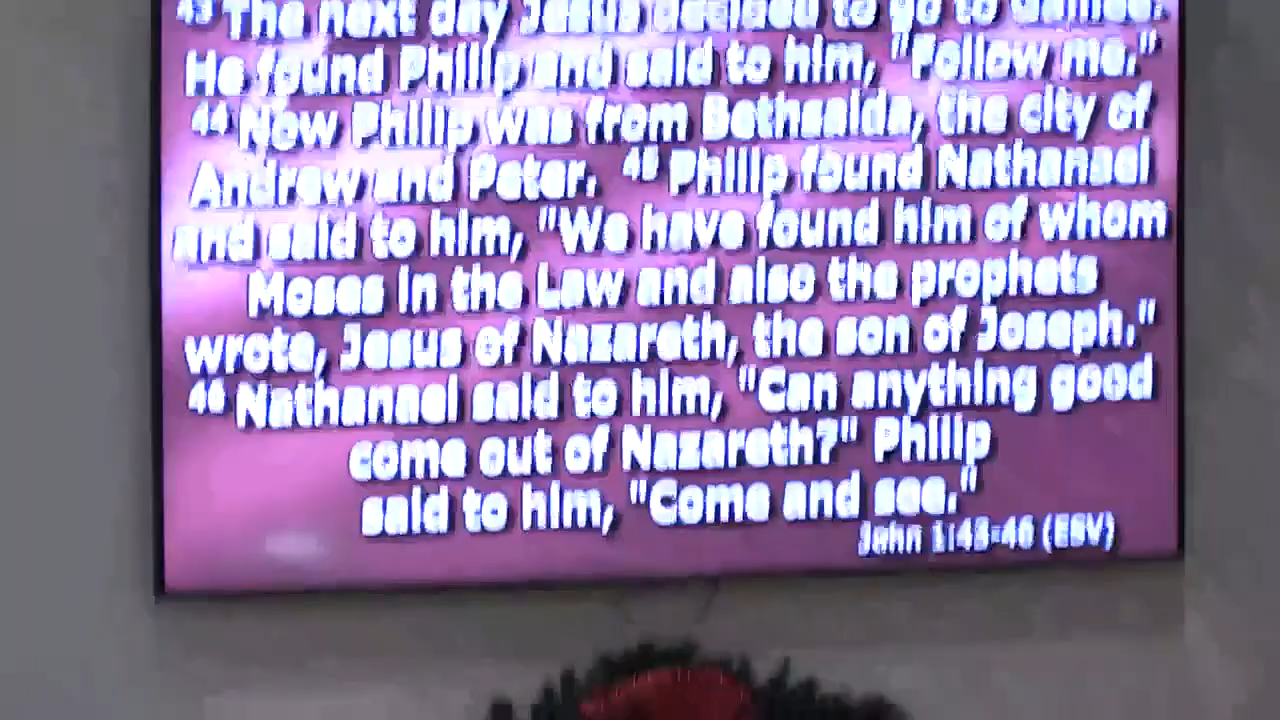 43 The next day Jesus decided to go to Galilee.
He found Philip and said to him, "Follow me."
44 Now Philip was from Bethsaida, the city of
Andrew and Peter. 45 Philip found Nathanael
and said to him, "We have found him of whom
Moses in the Law and also the prophets
wrote, Jesus of Nazareth, the son of Joseph."
46 Nathanael said to him, "Can anything good
come out of Nazareth?" Philip
said to him, "Come and see."
John 1:43-46 (ESV)